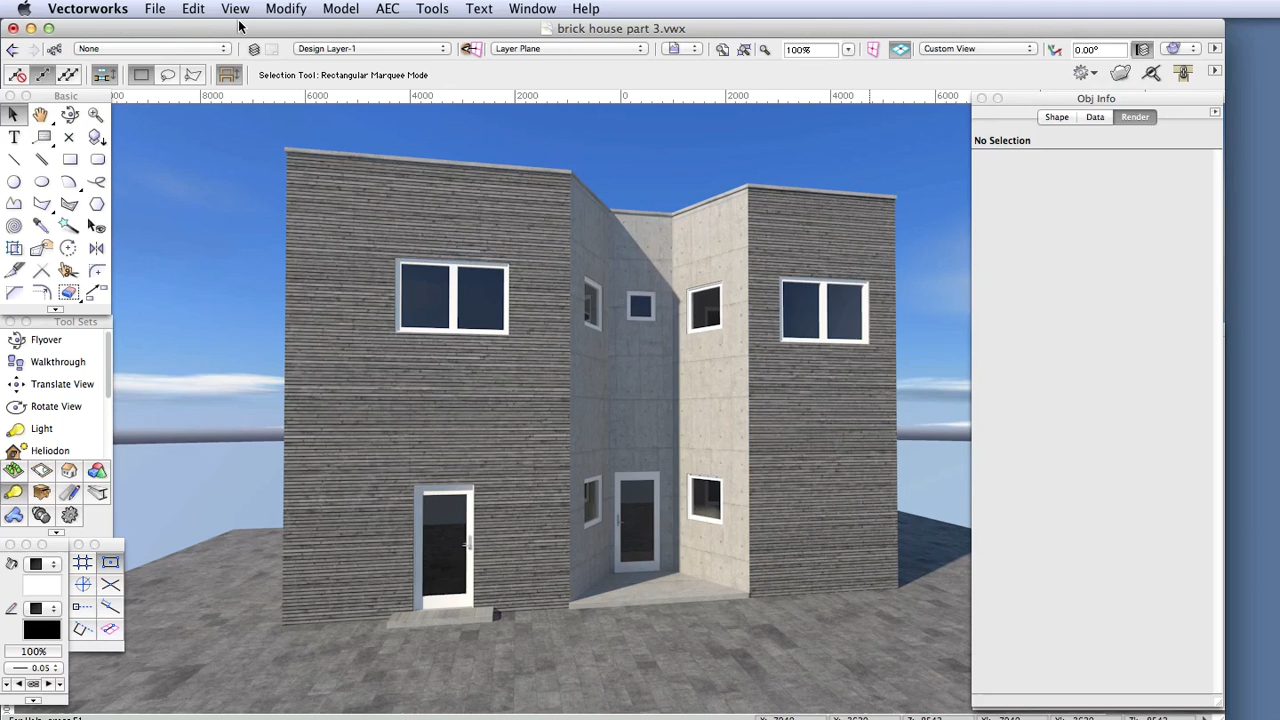 Vectorworks File Edit View Modify Model AEC Tools Text Window Help
brick house part 3.vwx
None Design Layer-1 Layer Plane 100% Custom View 0.00°
Selection Tool : Rectangular Marquee Mode
Basic
8000 6000 4000 2000 0 2000 4000 6000
Obj Info
Shape Data Render
No Selection
T
Tool Sets
Flyover
Walkthrough
Translate View
Rotate View
Light
Heliodon
100%
0.05